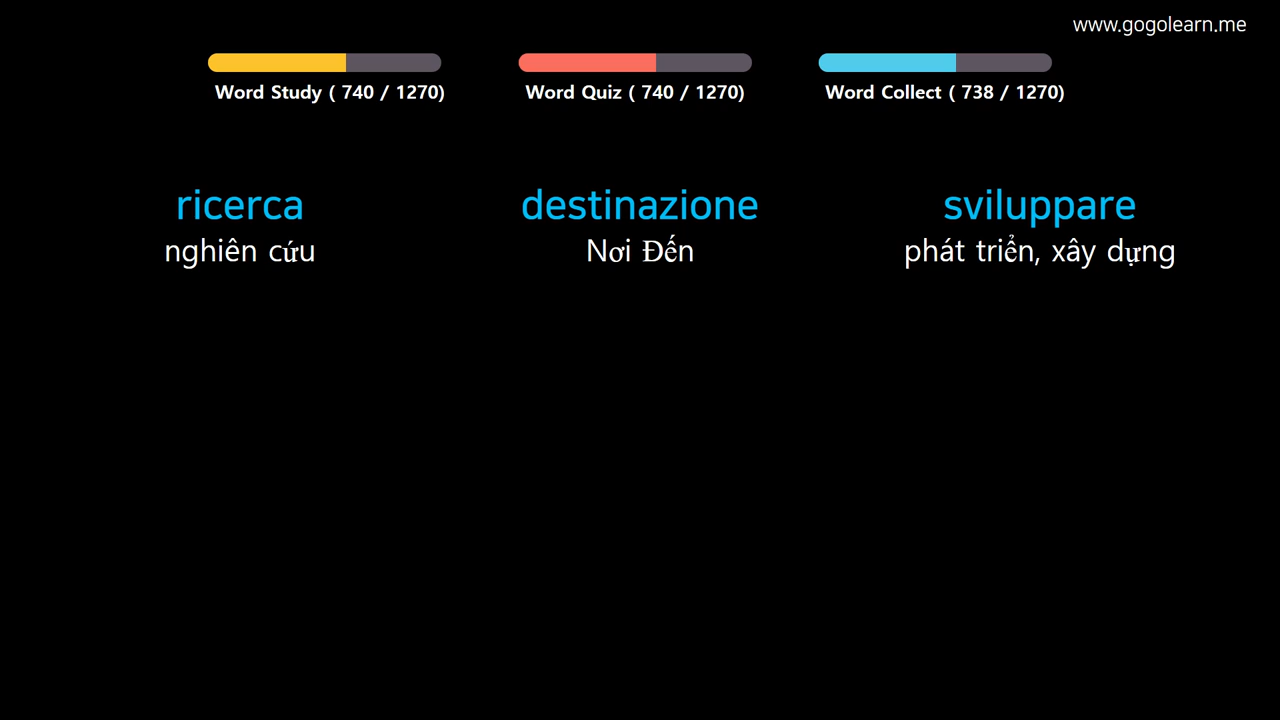 www.gogolearn.me
Word Study ( 740 / 1270)
Word Quiz ( 740 / 1270)
Word Collect ( 738 / 1270)
ricerca
nghiên cứu
destinazione
Nơi Đến
sviluppare
phát triển, xây dựng